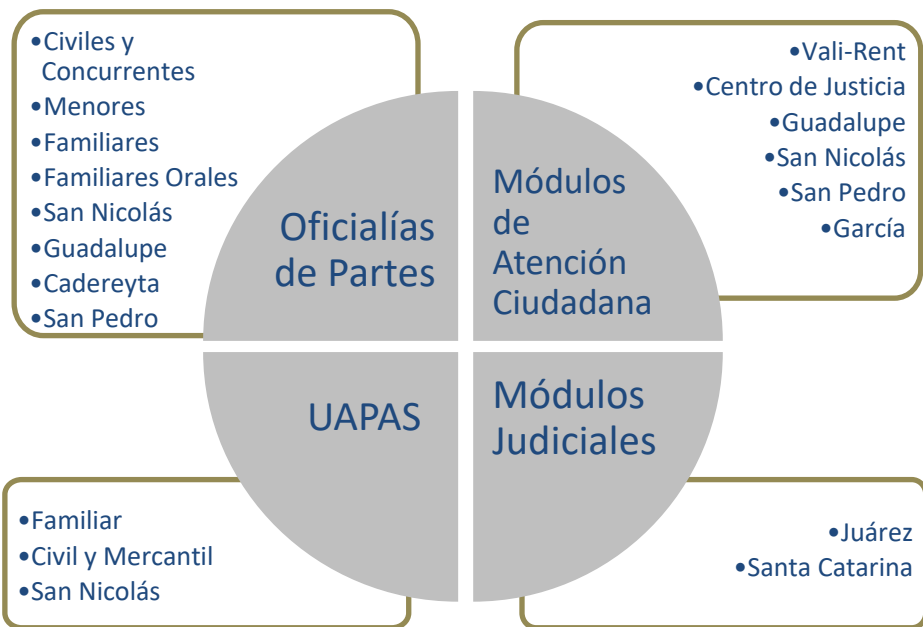 •Civiles y
Concurrentes
•Menores
•Familiares
•Familiares Orales
•San Nicolás
•Guadalupe
•Cadereyta
•San Pedro
Oficialías
de Partes
•Vali-Rent
•Centro de Justicia
•Guadalupe
•San Nicolás
•San Pedro
•García
Módulos
de
Atención
Ciudadana
UAPAS
•Familiar
•Civil y Mercantil
•San Nicolás
Módulos
Judiciales
•Juárez
•Santa Catarina